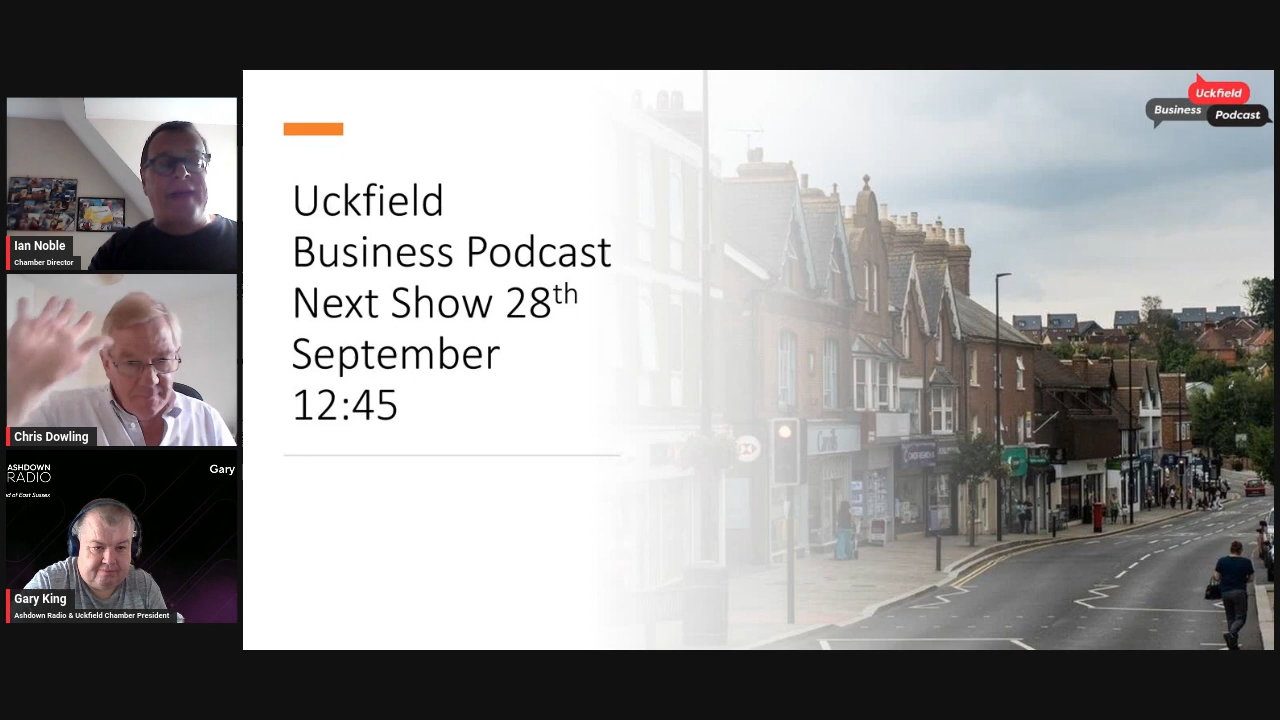 Uckfield
Business Podcast
Uckfield
Business Podcast
Next Show 28th
September
12:45
Ian Noble
Chamber Director
Chris Dowling
ASHDOWN
RADIO
Gary
Gary King
Ashdown Radio & Uckfield Chamber President